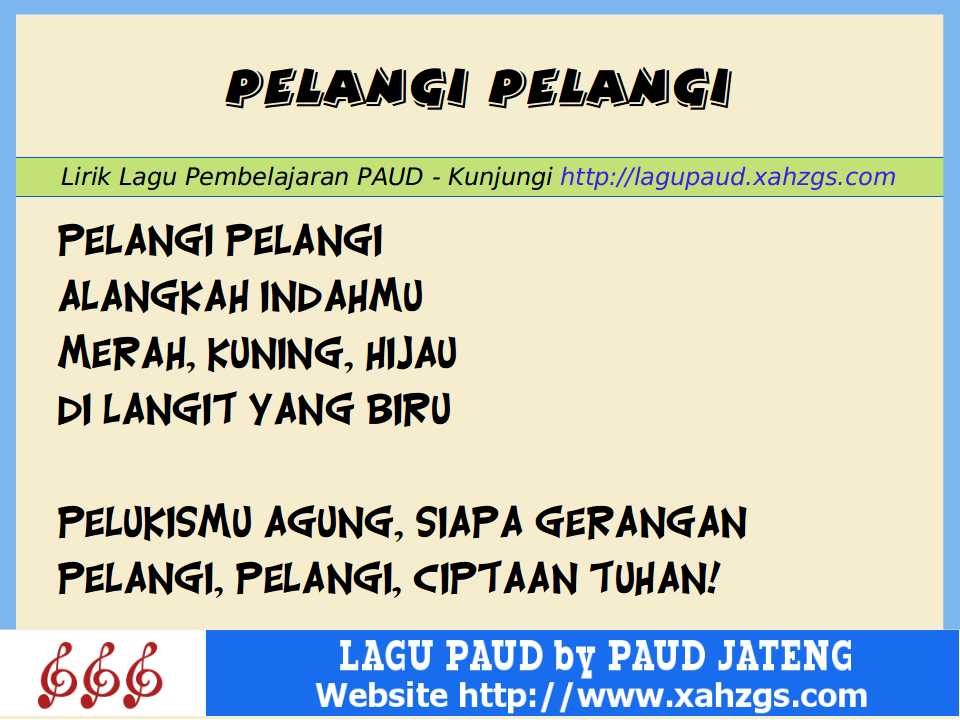 PELANGI PELANGI
Lirik Lagu Pembelajaran PAUD - Kunjungi http://lagupaud.xahzgs.com
PELANGI PELANGI
ALANGKAH INDAHMU
MERAH, KUNING, HIJAU
DI LANGIT YANG BIRU
PELUKISMU AGUNG, SIAPA GERANGAN
PELANGI, PELANGI, CIPTAAN TUHAN!
LAGU PAUD by PAUD JATENG
Website http://www.xahzgs.com